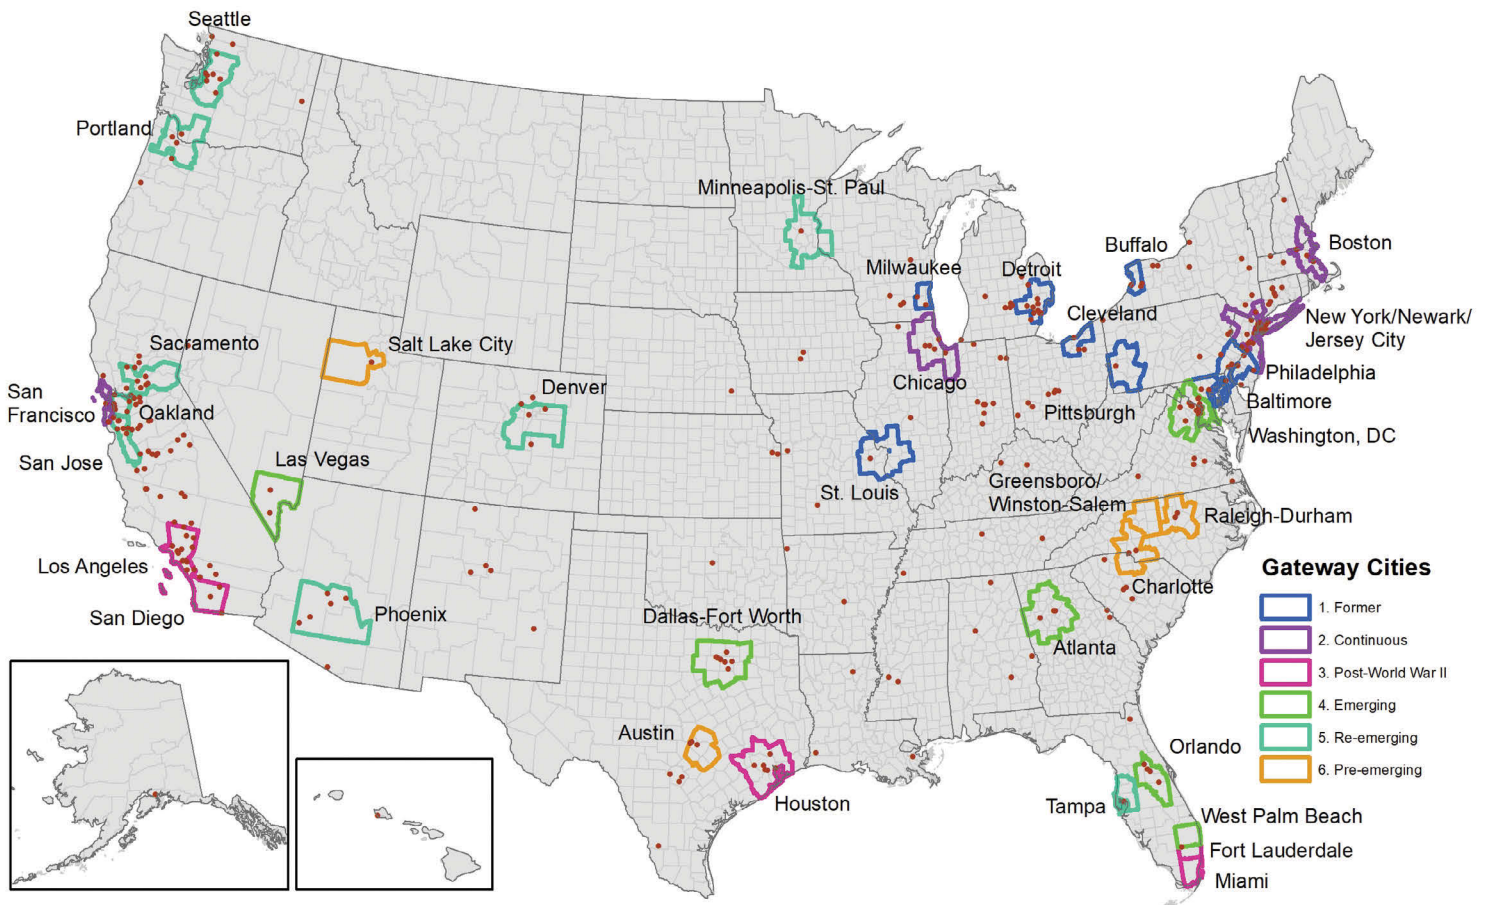 Seattle
Portland
Minneapolis-St. Paul
Buffalo
Boston
Milwaukee
Detroit
Cleveland
New York/Newark/
Jersey City
Sacramento
Salt Lake City
San
Francisco
Oakland
Denver
Chicago
Pittsburgh
Philadelphia
Baltimore
Washington, DC
San Jose
Las Vegas
St. Louis
Greensboro/
Winston-Salem
Raleigh-Durham
Los Angeles
San Diego
Phoenix
Dallas-Fort Worth
Charlotte
Atlanta
Gateway Cities
1. Former
2. Continuous
3. Post-World War II
4. Emerging
5. Re-emerging
6. Pre-emerging
Austin
Houston
Orlando
Tampa
West Palm Beach
Fort Lauderdale
Miami